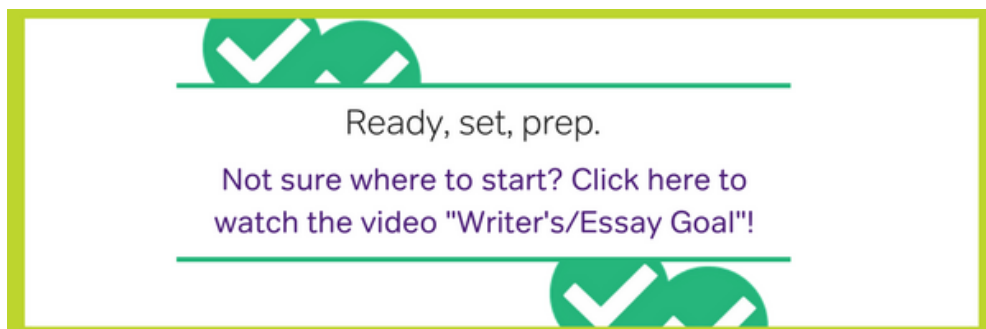 Ready, set, prep.
Not sure where to start? Click here to
watch the video "Writer's/Essay Goal"!